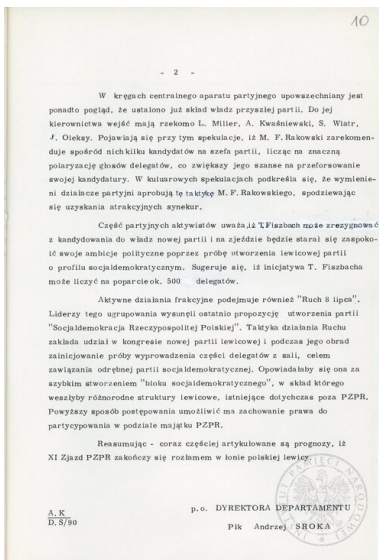 10
- 2 -
W kręgach centralnego aparatu partyjnego upowszechniany jest
ponadto pogląd, że ustalono już skład władz przyszłej partii. Do jej
kierownictwa wejść mają rzekomo L. Miller, A. Kwaśniewski, S. Wiatr,
J. Oleksy. Pojawiają się przy tym spekulacje, iż M. F. Rakowski zarekomen-
duje spośród nich kilku kandydatów na szefa partii, licząc na znaczną
polaryzację głosów delegatów, co zwiększy jego szanse na przeforsowanie
swojej kandydatury. W kuluarowych spekulacjach podkreśla się, że wymienie-
ni działacze partyjni aprobują tę taktykę M. F. Rakowskiego, spodziewając
się uzyskania atrakcyjnych synekur.
Część partyjnych aktywistów uważa, iż T. Fiszbach może zrezygnować
z kandydowania do władz nowej partii i na zjeździe będzie starał się zaspoko-
ić swoje ambicje polityczne poprzez próbę utworzenia lewicowej partii
o profilu socjaldemokratycznym. Sugeruje się, iż inicjatywa T. Fiszbacha
może liczyć na poparcie ok. 500 delegatów.
Aktywne działania frakcyjne podejmuje również "Ruch 8 lipca".
Liderzy tego ugrupowania wysunęli ostatnio propozycję utworzenia partii
"Socjaldemokracja Rzeczypospolitej Polskiej". Taktyka działania Ruchu
zakłada udział w kongresie nowej partii lewicowej i podczas jego obrad
zainicjowanie próby wyprowadzenia części delegatów z sali, celem
zawiązania odrębnej partii socjaldemokratycznej. Opowiadałaby się ona za
szybkim stworzeniem "bloku socjaldemokratycznego", w skład którego
weszłyby różnorodne struktury lewicowe, istniejące dotychczas poza PZPR.
Powyższy sposób postępowania umożliwić ma zachowanie prawa do
partycypowania w podziale majątku PZPR.
Reasumując - coraz częściej artykułowane są prognozy, iż
XI Zjazd PZPR zakończy się rozłamem w łonie polskiej lewicy.
A.K
D.S/90
p.o. DYREKTORA DEPARTAMENTU
Płk Andrzej SROKA
INSTYTUT PAMIĘCI NARODOWEJ